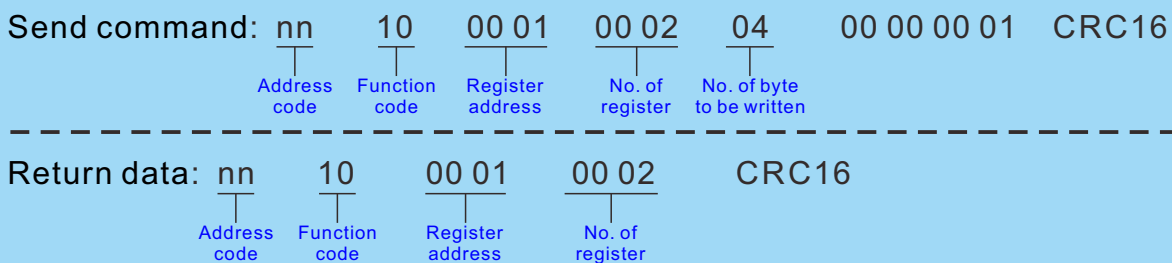 Send command: nn 10 00 01 00 02 04 00 00 00 01 CRC16
Address Function Register No. of No. of byte
code code address register to be written
Return data: nn 10 00 01 00 02 CRC16
Address Function Register No. of
code code address register